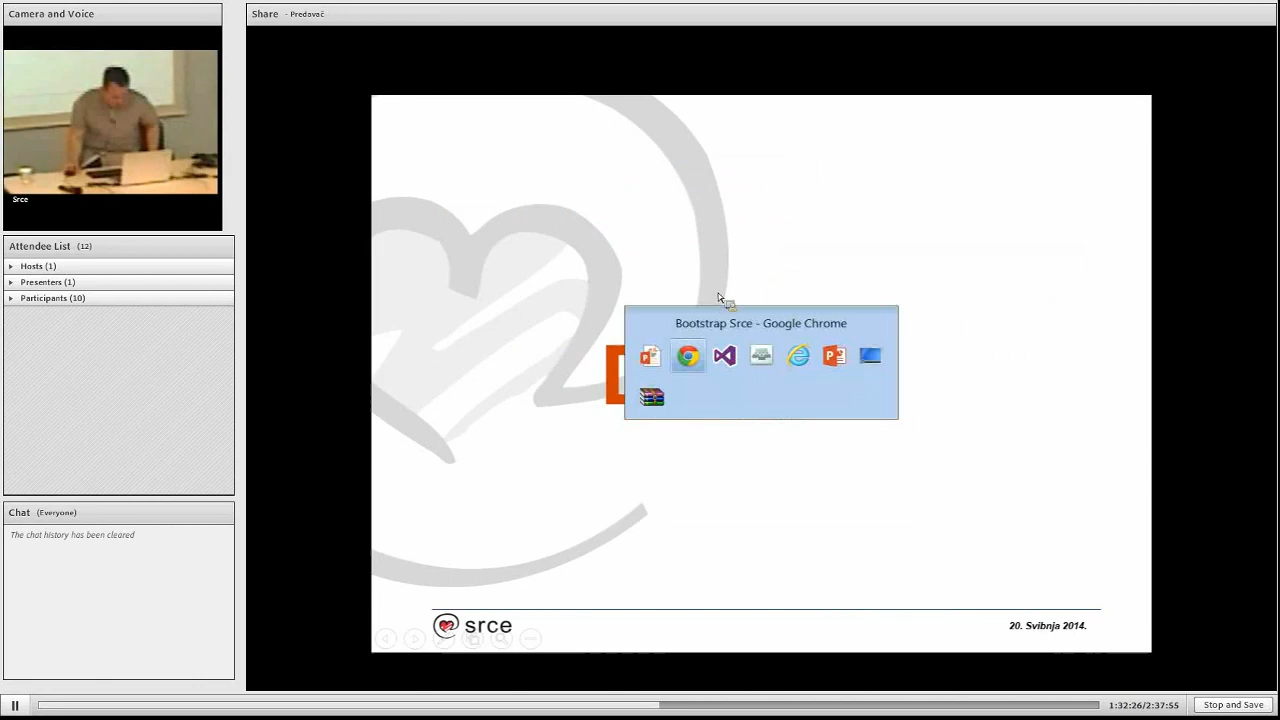 Camera and Voice
Srce
Attendee List (12)
Hosts (1)
Presenters (1)
Participants (10)
Chat (Everyone)
The chat history has been cleared
Share - Predavač
Bootstrap Srce - Google Chrome
srce
20. Svibnja 2014.
1:32:26/2:37:55
Stop and Save